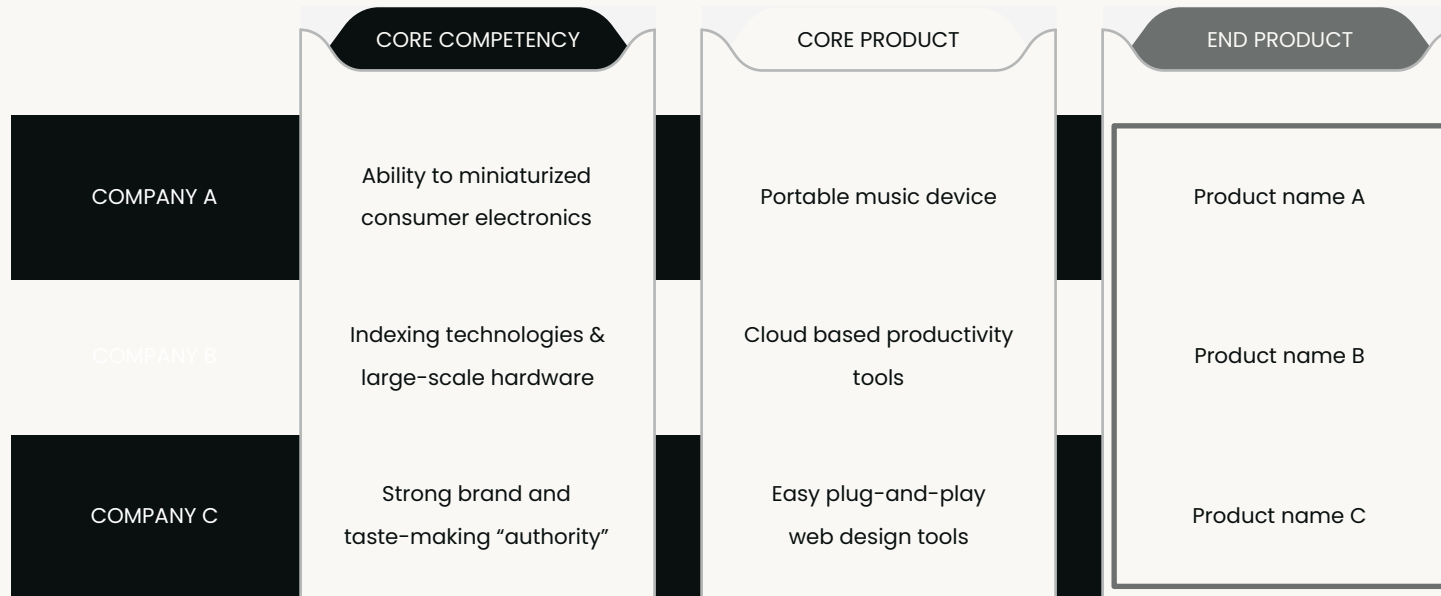 CORE COMPETENCY
CORE PRODUCT
END PRODUCT
COMPANY A
Ability to miniaturized
consumer electronics
Portable music device
Product name A
COMPANY B
Indexing technologies &
large-scale hardware
Cloud based productivity
tools
Product name B
COMPANY C
Strong brand and
taste-making “authority”
Easy plug-and-play
web design tools
Product name C